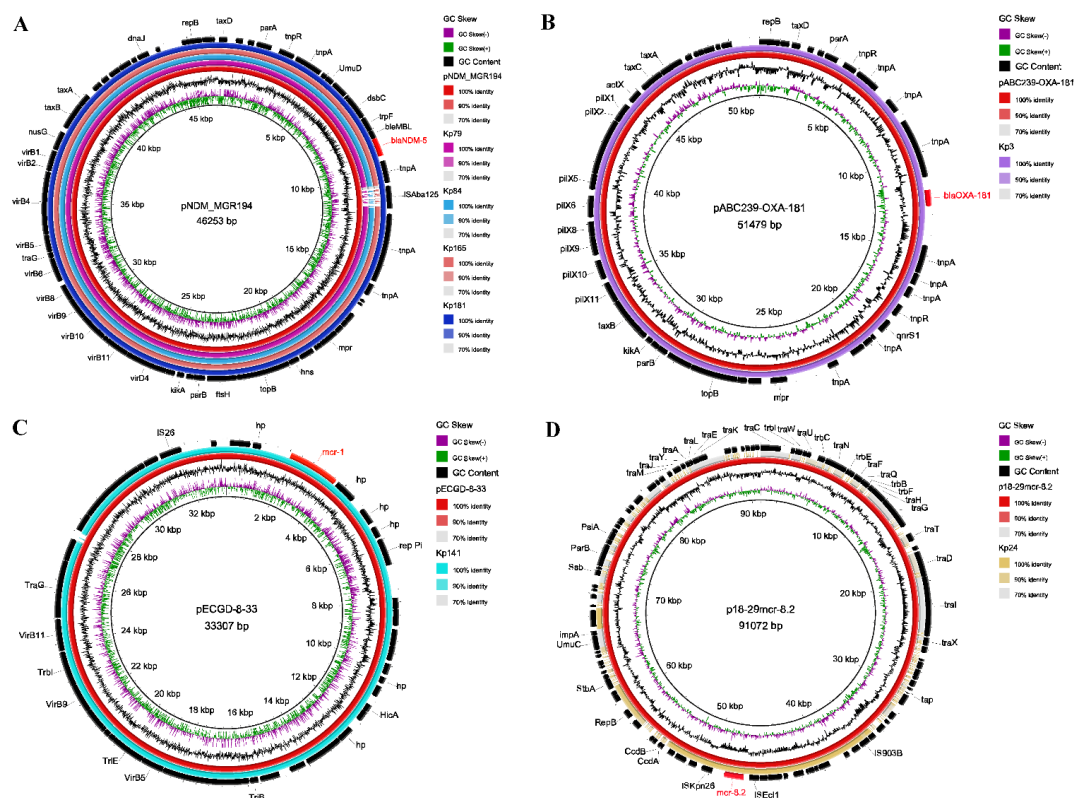 A
repB
taxD
parA
tnpR
tnpA
UmuD
dsbC
trpF
bleMBL
blaNDM-5
tnpA
ISAba125
tnpA
tnpA
mpr
hns
topB
ftsH
parB
kikA
virD4
virB11
virB10
virB9
virB8
virB6
traG
virB5
virB4
virB2
virB1
nusG
taxB
taxA
dnaJ
45 kbp
5 kbp
10 kbp
15 kbp
20 kbp
25 kbp
30 kbp
35 kbp
40 kbp
pNDM_MGR194
46253 bp
GC Skew
GC Skew(-)
GC Skew(+)
GC Content
pNDM_MGR194
100% identity
90% identity
70% identity
Kp79
100% identity
90% identity
70% identity
Kp84
100% identity
90% identity
70% identity
Kp165
100% identity
90% identity
70% identity
Kp181
100% identity
90% identity
70% identity
B
repB
taxD
parA
tnpR
tnpA
tnpA
tnpA
blaOXA-181
tnpA
tnpA
tnpR
qnrS1
tnpA
tnpA
mpr
topB
parB
kikA
taxB
pilX11
pilX10
pilX9
pilX8
pilX6
pilX5
pilX2
pilX1
actX
taxC
taxA
50 kbp
5 kbp
10 kbp
15 kbp
20 kbp
25 kbp
30 kbp
35 kbp
40 kbp
45 kbp
pABC239-OXA-181
51479 bp
GC Skew
GC Skew(-)
GC Skew(+)
GC Content
pABC239-OXA-181
100% identity
90% identity
70% identity
Kp3
100% identity
90% identity
70% identity
C
IS26
hp
mcr-1
hp
hp
hp
rep Pi
hp
HicA
hp
TriB
VirB5
TrlE
VirB9
TrbI
VirB11
TraG
32 kbp
2 kbp
4 kbp
6 kbp
8 kbp
10 kbp
12 kbp
14 kbp
16 kbp
18 kbp
20 kbp
22 kbp
24 kbp
26 kbp
28 kbp
30 kbp
pECGD-8-33
33307 bp
GC Skew
GC Skew(-)
GC Skew(+)
GC Content
pECGD-8-33
100% identity
90% identity
70% identity
Kp141
100% identity
90% identity
70% identity
D
traM
traJ
traY
traA
traL
traE
traK
traC
trbI
traW
traU
trbC
traN
trbE
traF
traQ
trbB
trbF
traH
traG
traT
traD
traI
traX
tap
IS903B
ISEcl1
mcr-8.2
ISKpn26
CcdA
CcdB
RepB
StbA
UmuC
impA
Ssb
ParB
PsiA
90 kbp
10 kbp
20 kbp
30 kbp
40 kbp
50 kbp
60 kbp
70 kbp
80 kbp
p18-29mcr-8.2
91072 bp
GC Skew
GC Skew(-)
GC Skew(+)
GC Content
p18-29mcr-8.2
100% identity
90% identity
70% identity
Kp24
100% identity
90% identity
70% identity